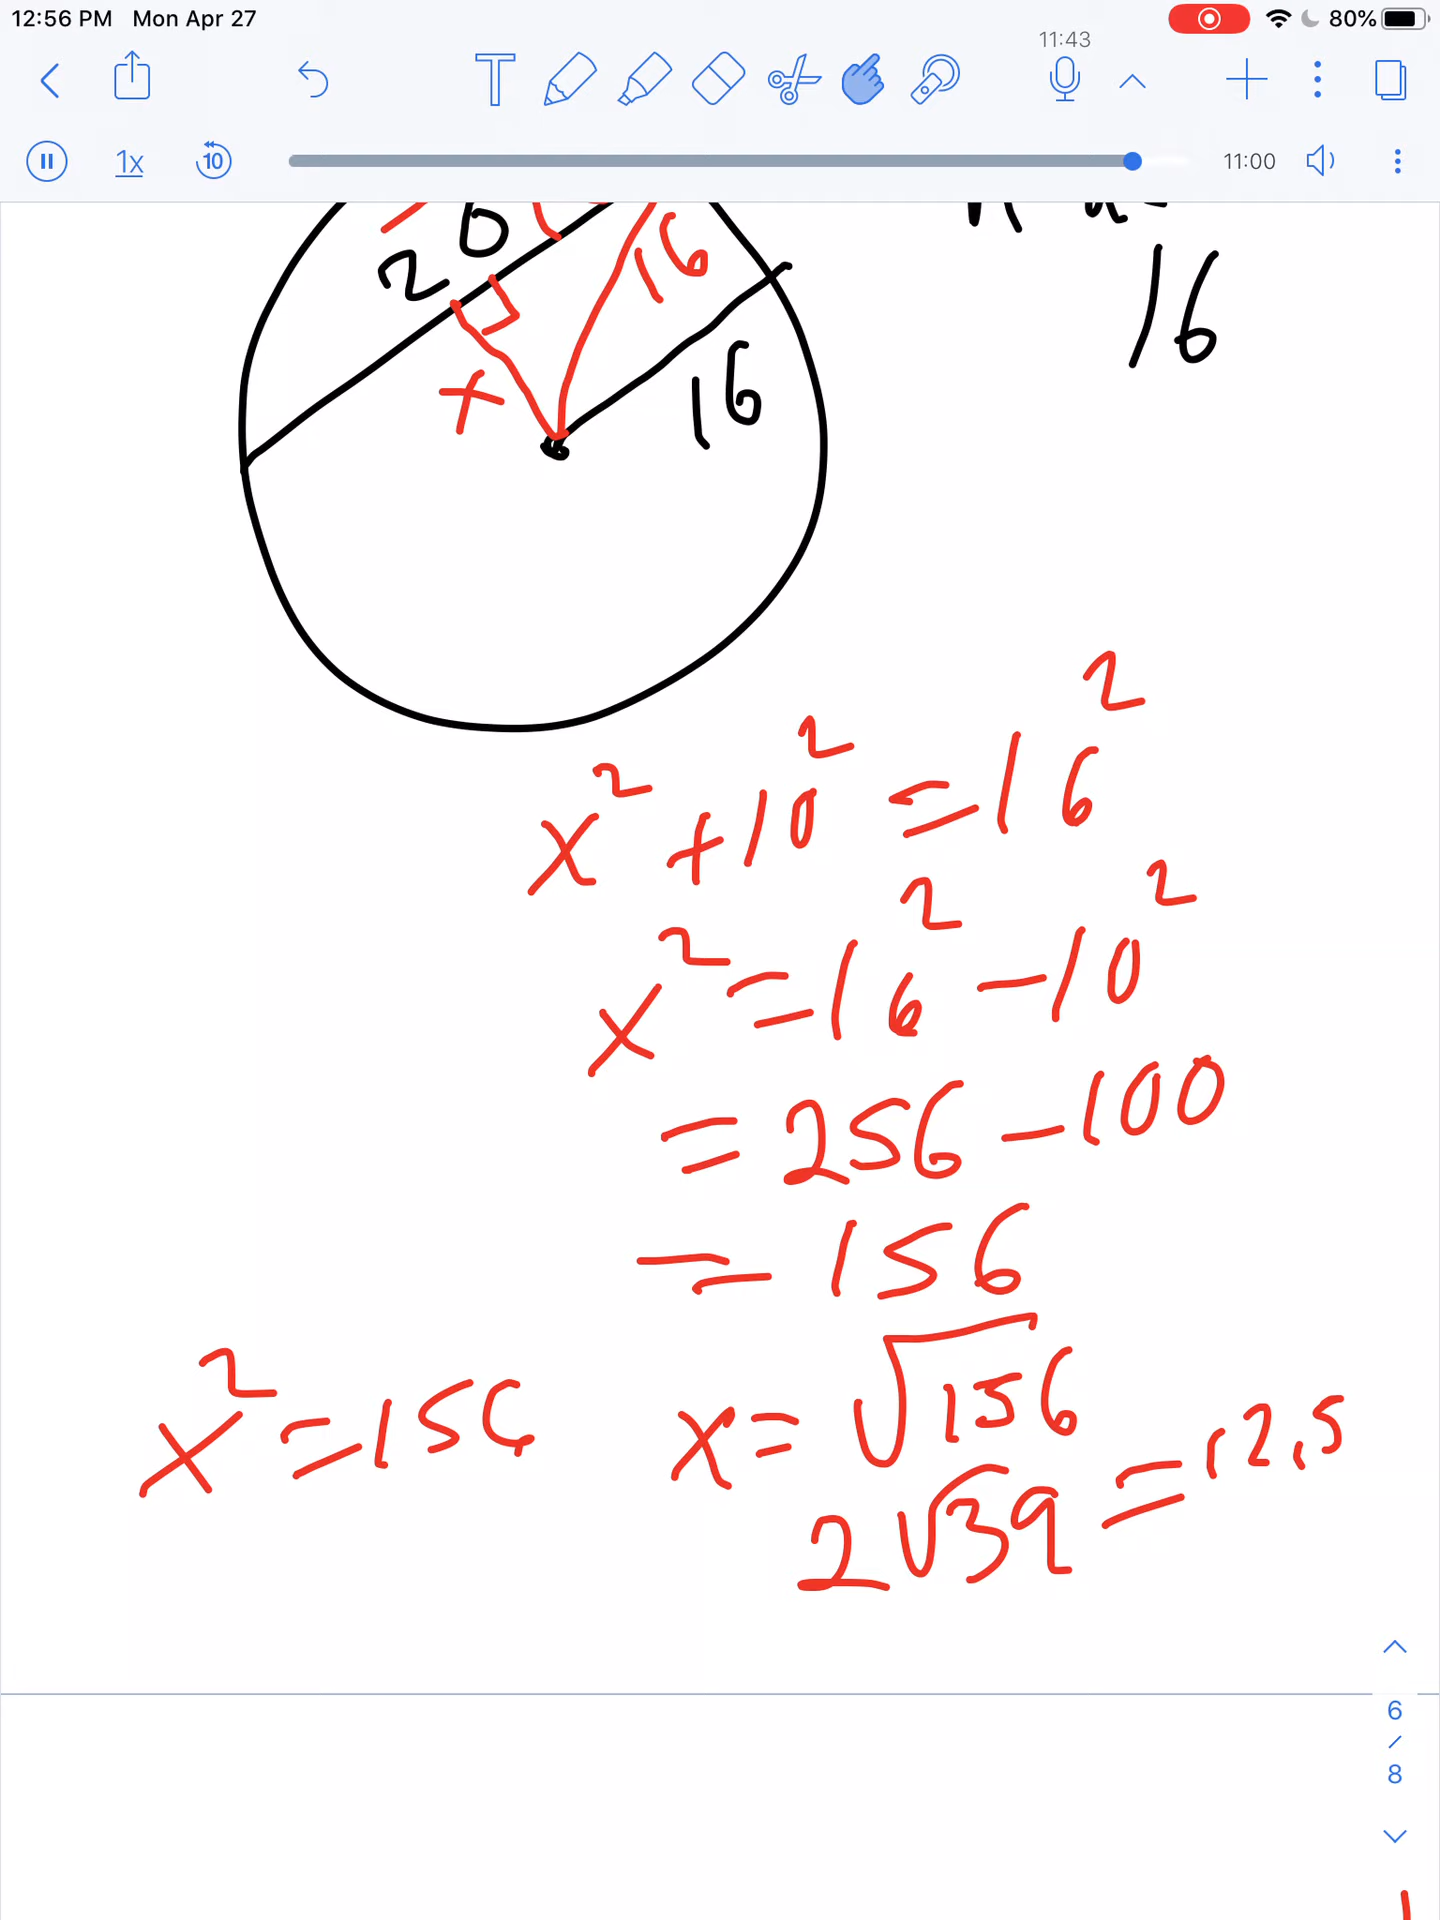 12:56 PM Mon Apr 27
80%
11:43
T
1x
10
11:00
20
16
16
x
16
x² + 10² = 16²
x² = 16² - 10²
= 256 - 100
= 156
x² = 156
x = √156
2√39 = 12,5
6
/
8